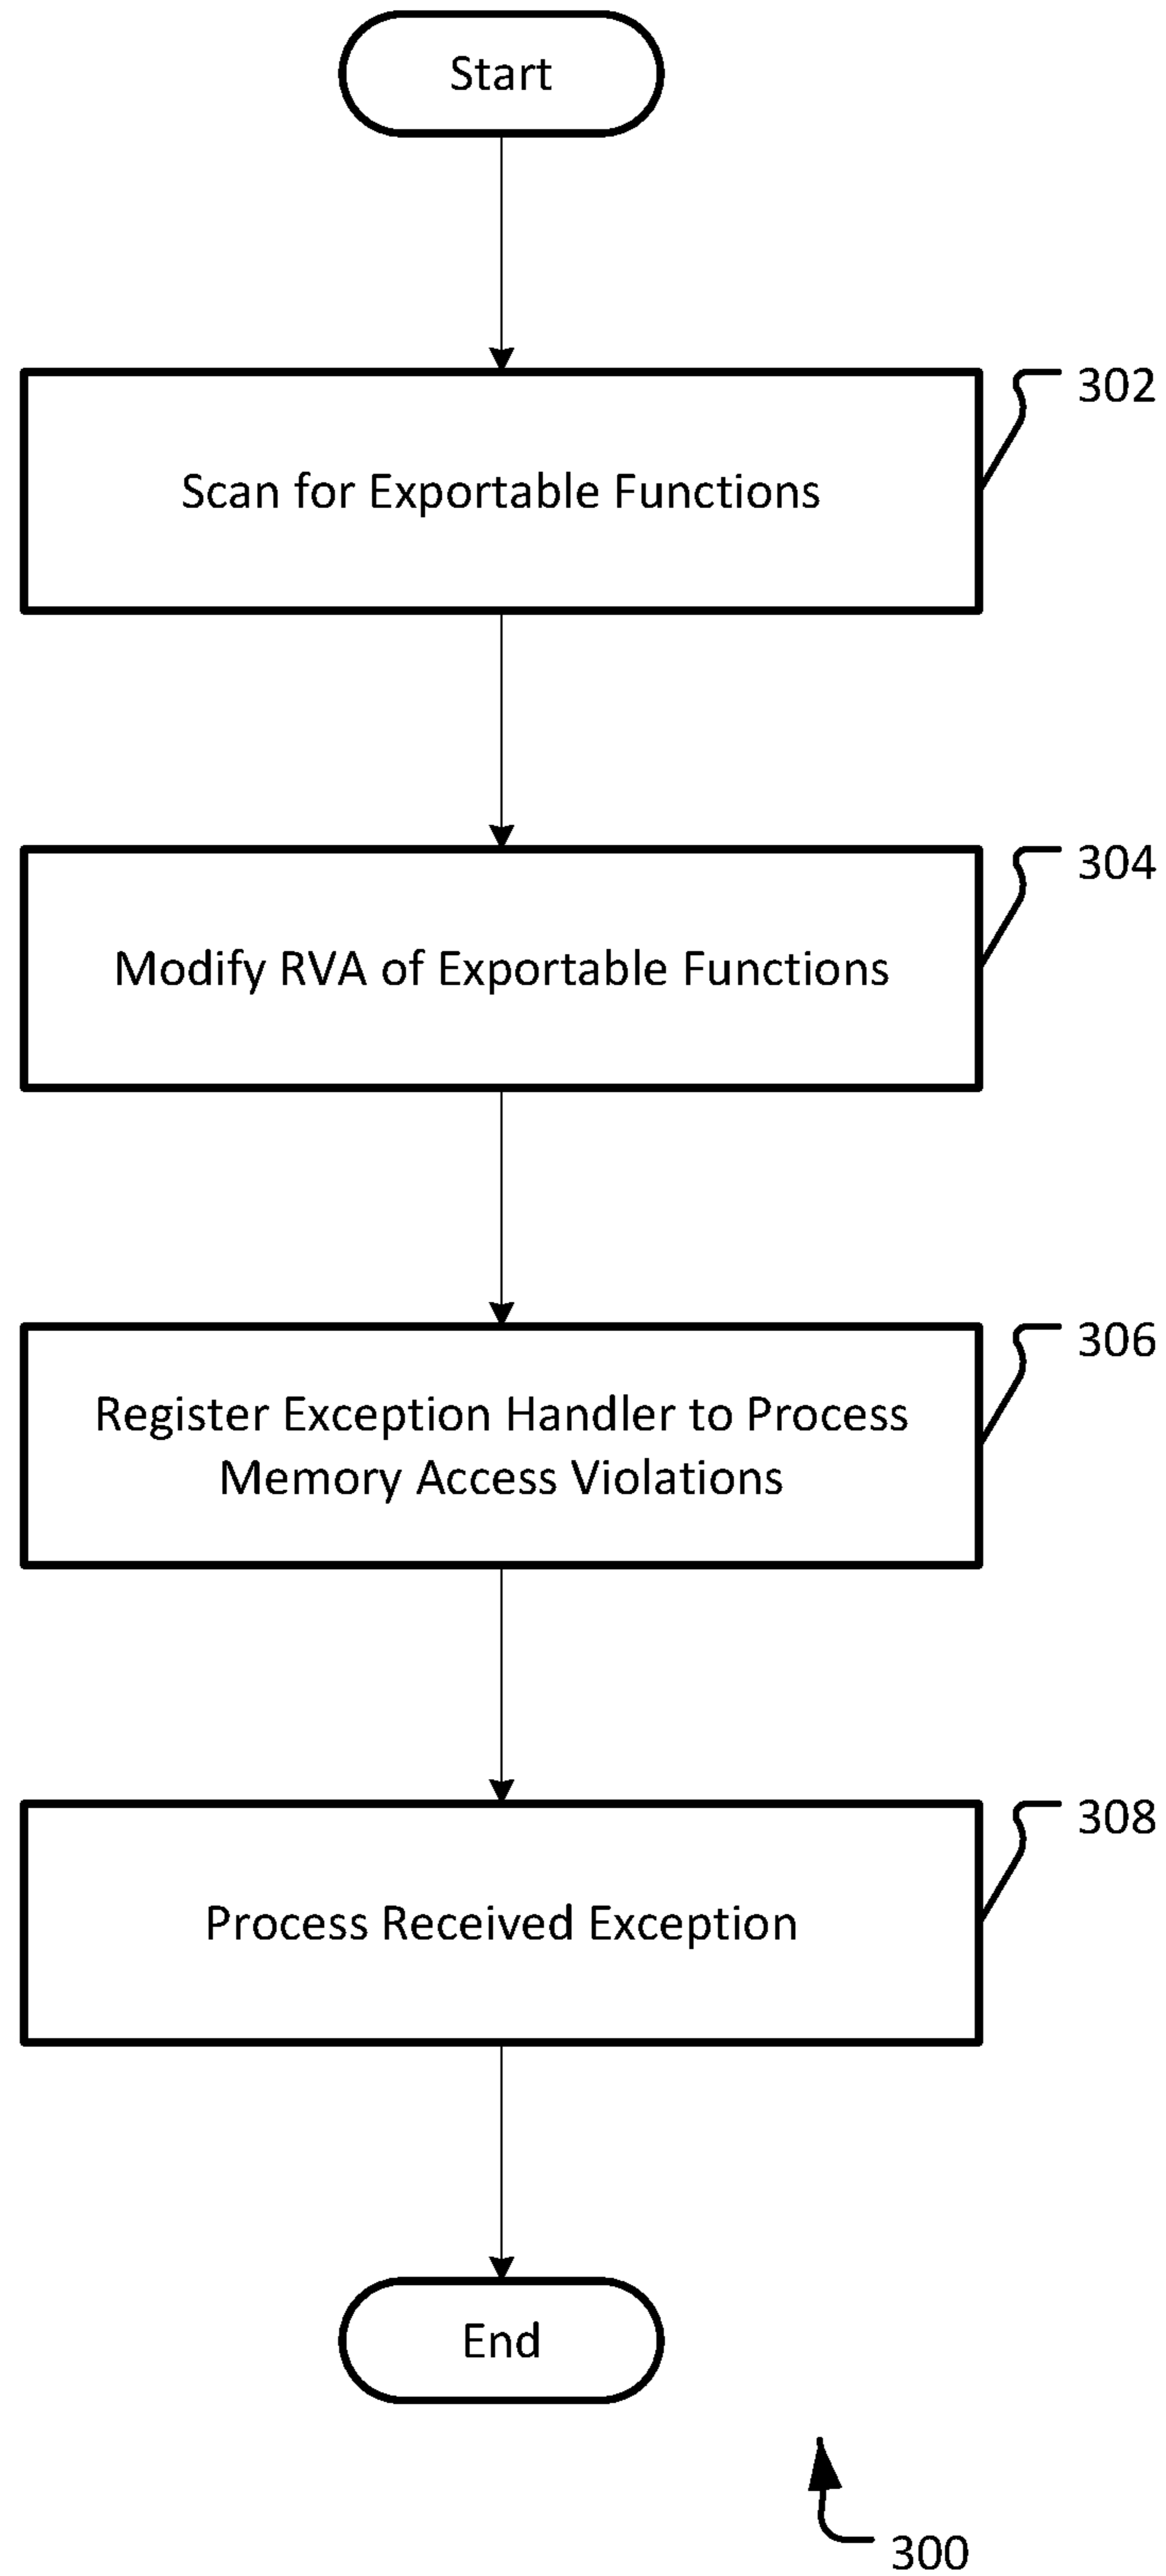 Start
302
Scan for Exportable Functions
304
Modify RVA of Exportable Functions
306
Register Exception Handler to Process
Memory Access Violations
308
Process Received Exception
End
300